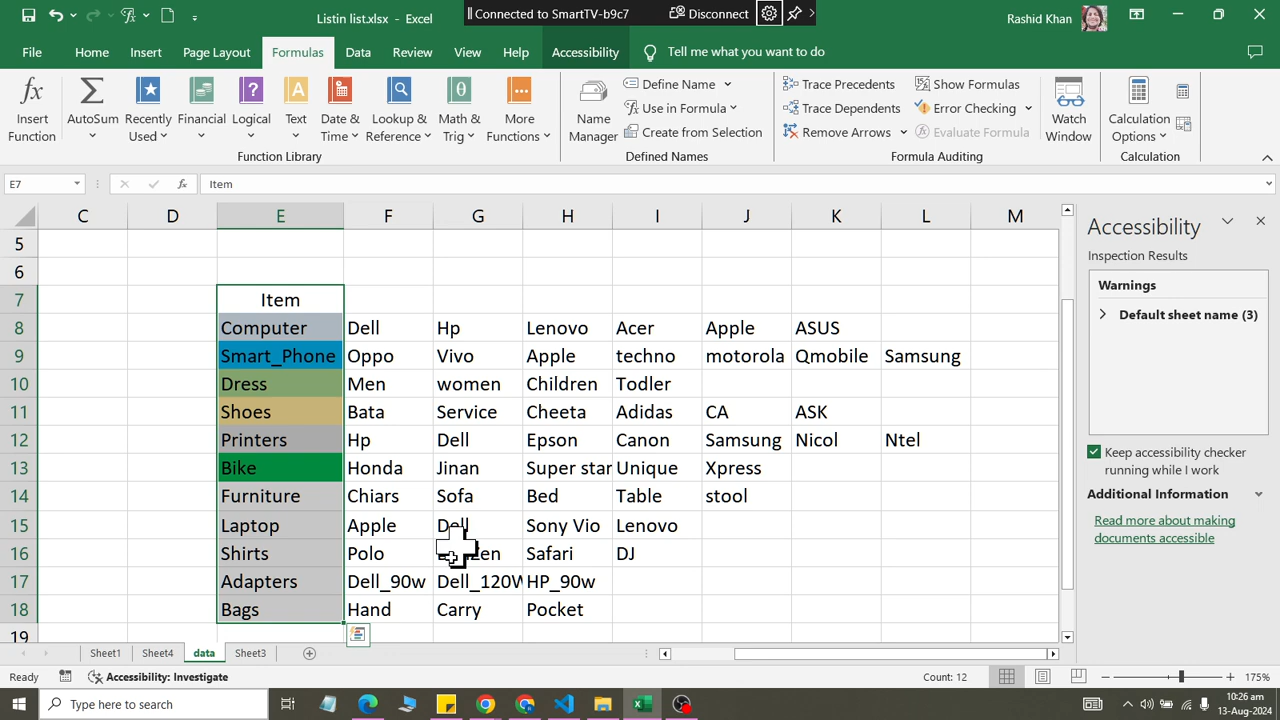 Listin list.xlsx - Excel
Connected to SmartTV-b9c7
Disconnect
Rashid Khan
File Home Insert Page Layout Formulas Data Review View Help Accessibility Tell me what you want to do
Insert Function
AutoSum
Recently Used
Financial
Logical
Text
Date & Time
Lookup & Reference
Math & Trig
More Functions
Function Library
Name Manager
Define Name
Use in Formula
Create from Selection
Defined Names
Trace Precedents
Trace Dependents
Remove Arrows
Show Formulas
Error Checking
Evaluate Formula
Formula Auditing
Watch Window
Calculation Options
Calculation
E7 fx Item
C D E F G H I J K L M
5
6
7 Item
8 Computer Dell Hp Lenovo Acer Apple ASUS
9 Smart_Phone Oppo Vivo Apple techno motorola Qmobile Samsung
10 Dress Men women Children Todler
11 Shoes Bata Service Cheeta Adidas CA ASK
12 Printers Hp Dell Epson Canon Samsung Nicol Ntel
13 Bike Honda Jinan Super star Unique Xpress
14 Furniture Chiars Sofa Bed Table stool
15 Laptop Apple Dell Sony Vio Lenovo
16 Shirts Polo Safari DJ
17 Adapters Dell_90w Dell_120W HP_90w
18 Bags Hand Carry Pocket
19
Accessibility
Inspection Results
Warnings
Default sheet name (3)
Keep accessibility checker running while I work
Additional Information
Read more about making documents accessible
Sheet1 Sheet4 data Sheet3
Ready Accessibility: Investigate Count: 12 175%
Type here to search
10:26 am
13-Aug-2024